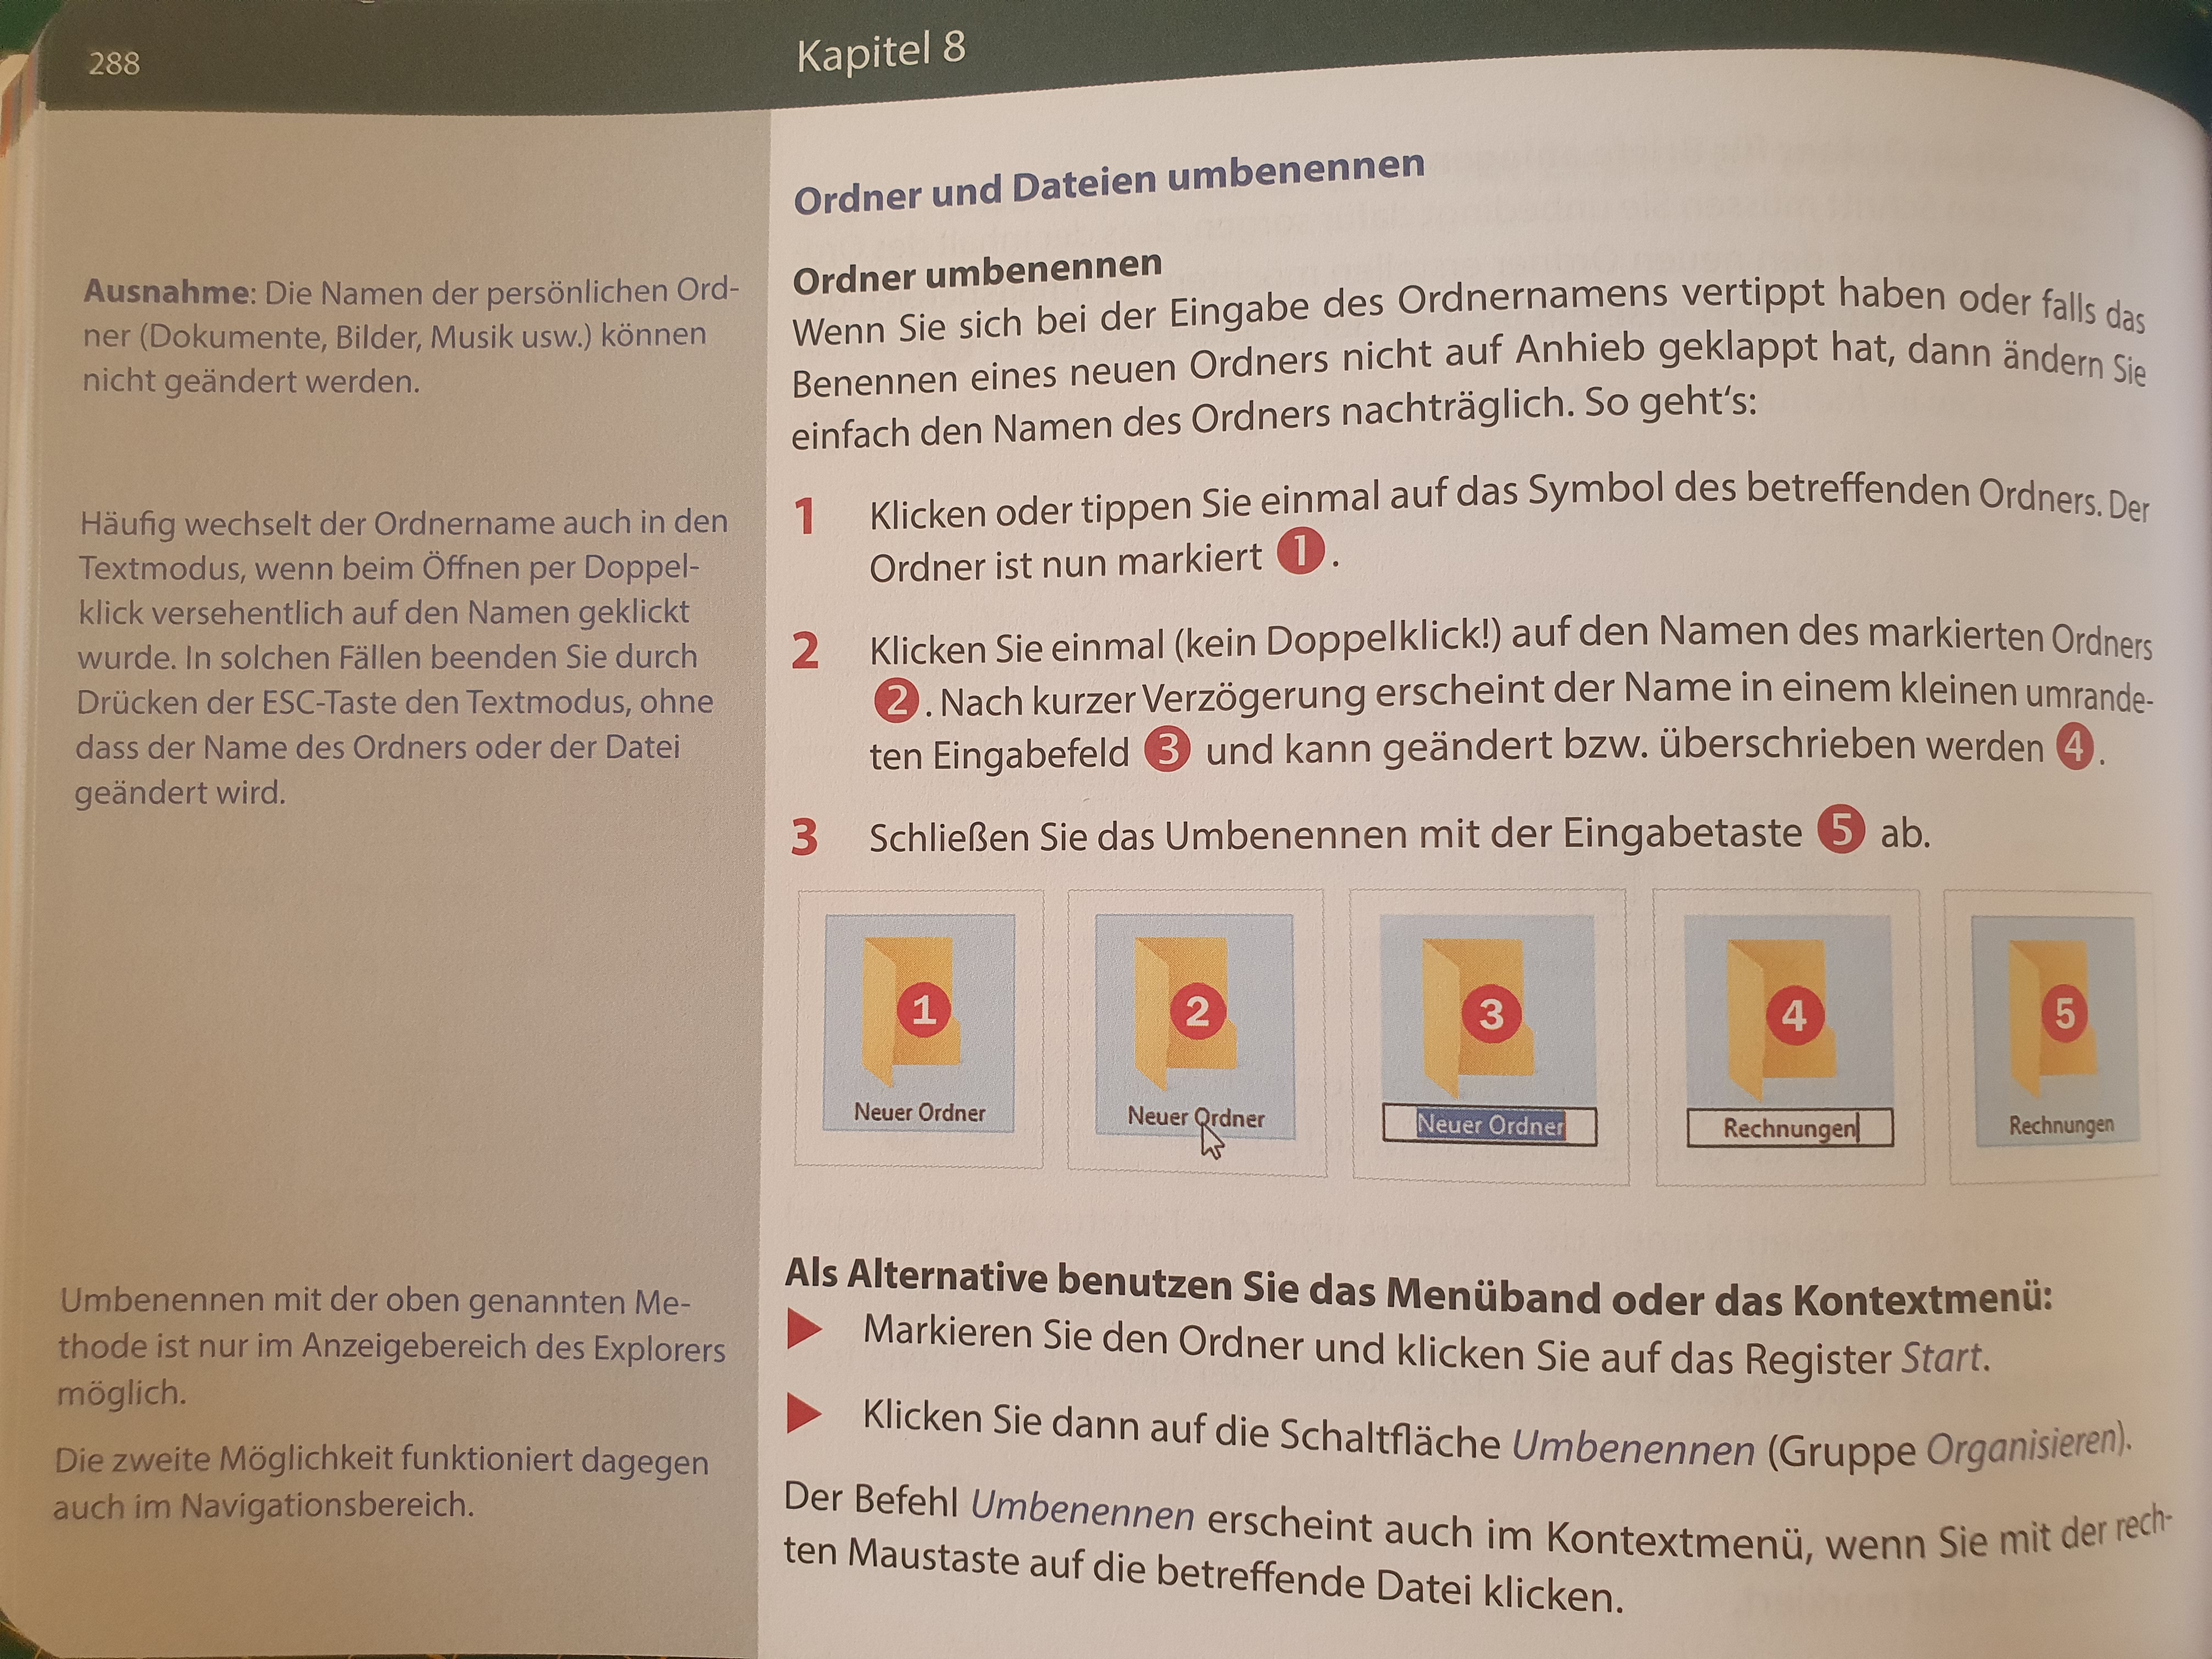 288
Kapitel 8
Ausnahme: Die Namen der persönlichen Ord-
ner (Dokumente, Bilder, Musik usw.) können
nicht geändert werden.
Häufig wechselt der Ordnername auch in den
Textmodus, wenn beim Öffnen per Doppel-
klick versehentlich auf den Namen geklickt
wurde. In solchen Fällen beenden Sie durch
Drücken der ESC-Taste den Textmodus, ohne
dass der Name des Ordners oder der Datei
geändert wird.
Umbenennen mit der oben genannten Me-
thode ist nur im Anzeigebereich des Explorers
möglich.
Die zweite Möglichkeit funktioniert dagegen
auch im Navigationsbereich.
Ordner und Dateien umbenennen
Ordner umbenennen
Wenn Sie sich bei der Eingabe des Ordnernamens vertippt haben oder falls das
Benennen eines neuen Ordners nicht auf Anhieb geklappt hat, dann ändern Sie
einfach den Namen des Ordners nachträglich. So geht‘s:
1 Klicken oder tippen Sie einmal auf das Symbol des betreffenden Ordners. Der
Ordner ist nun markiert 1.
2 Klicken Sie einmal (kein Doppelklick!) auf den Namen des markierten Ordners
2. Nach kurzer Verzögerung erscheint der Name in einem kleinen umrande-
ten Eingabefeld 3 und kann geändert bzw. überschrieben werden 4.
3 Schließen Sie das Umbenennen mit der Eingabetaste 5 ab.
1 2 3 4 5
Neuer Ordner Neuer Ordner Neuer Ordner Rechnungen Rechnungen
Als Alternative benutzen Sie das Menüband oder das Kontextmenü:
Markieren Sie den Ordner und klicken Sie auf das Register Start.
Klicken Sie dann auf die Schaltfläche Umbenennen (Gruppe Organisieren).
Der Befehl Umbenennen erscheint auch im Kontextmenü, wenn Sie mit der rech-
ten Maustaste auf die betreffende Datei klicken.